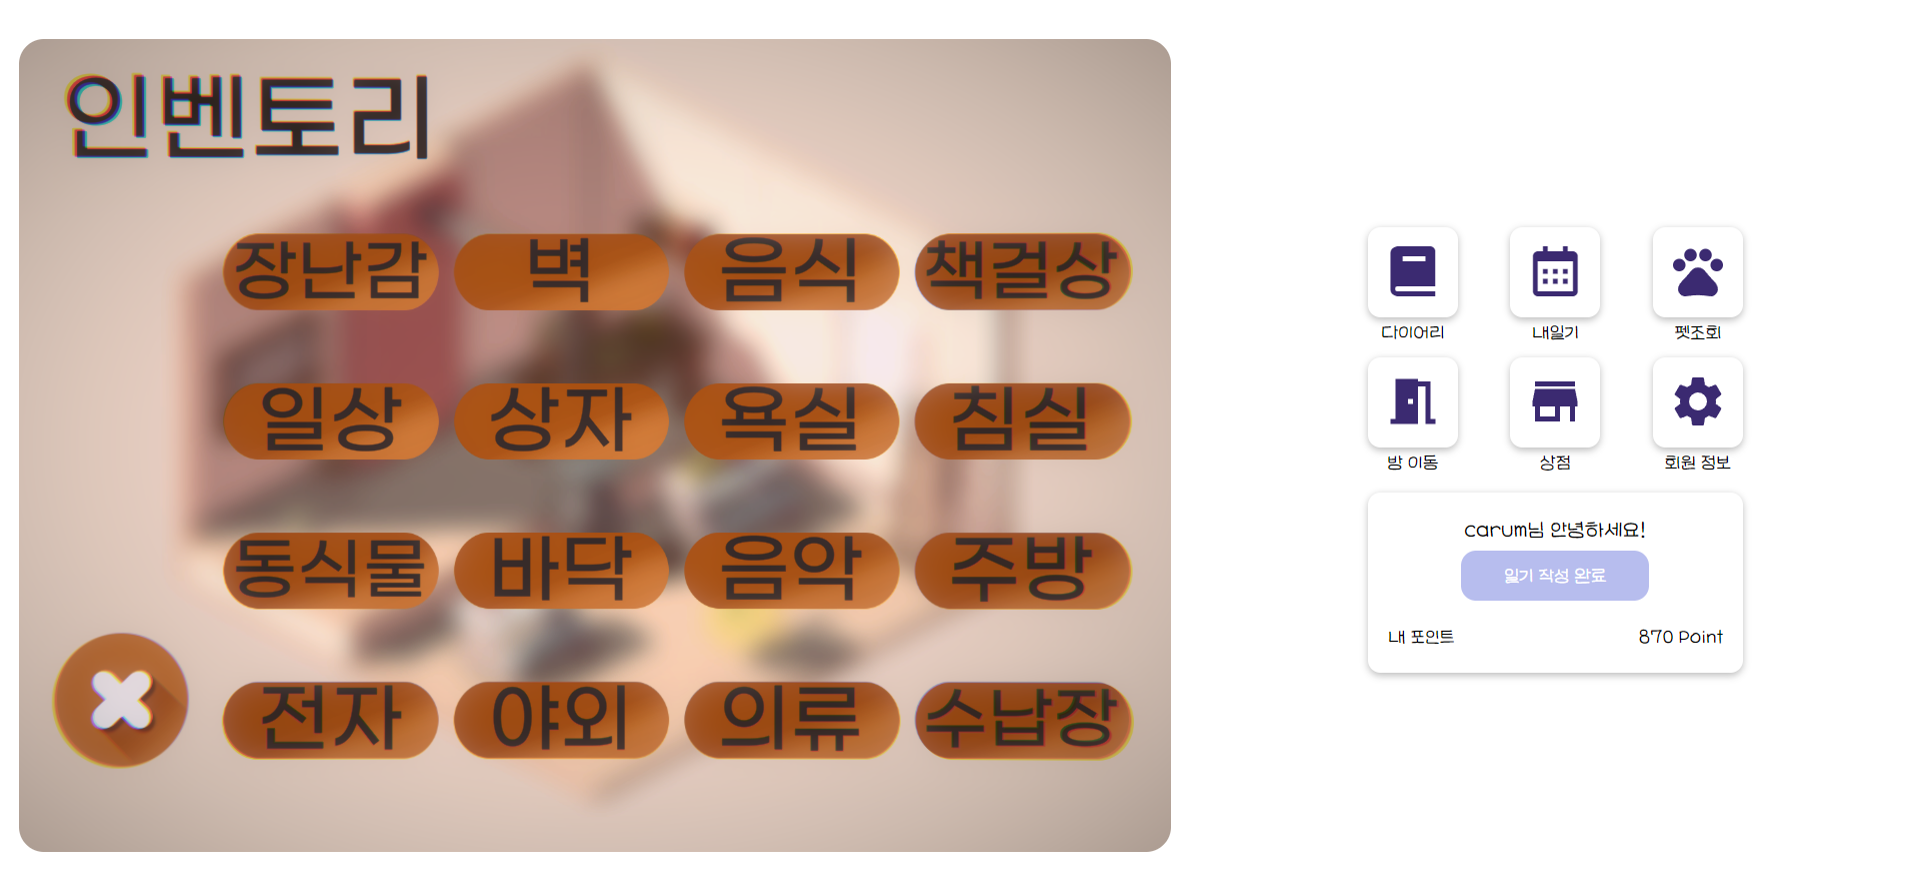 인벤토리
장난감 벽 음식 책걸상
일상 상자 욕실 침실
동식물 바닥 음악 주방
전자 야외 의류 수납장
다이어리 내일기 펫조회
방 이동 상점 회원 정보
carum님 안녕하세요!
일기 작성 완료
내 포인트 870 Point